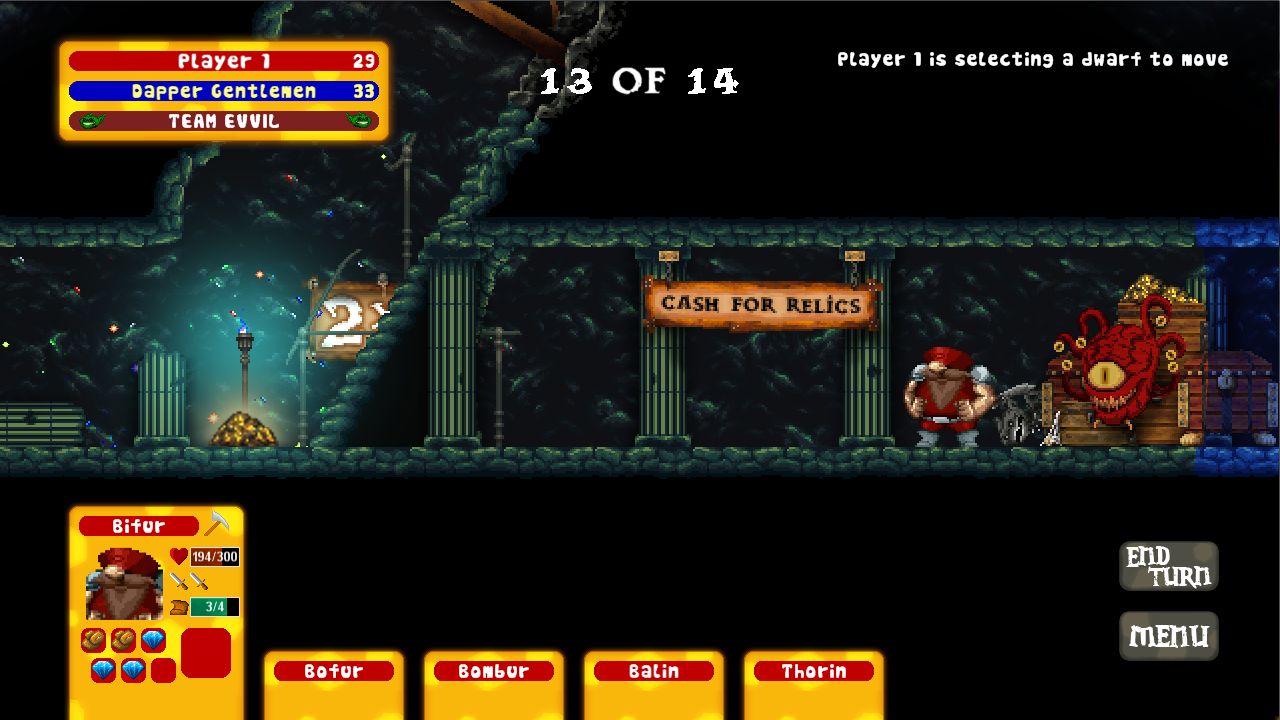 Player 1 29
Dapper Gentlemen 33
TEAM EVVIL
13 OF 14
Player 1 is selecting a dwarf to move
2
CASH FOR RELICS
Bifur
194/300
3/4
Bofur
Bombur
Balin
Thorin
END
TURN
MENU